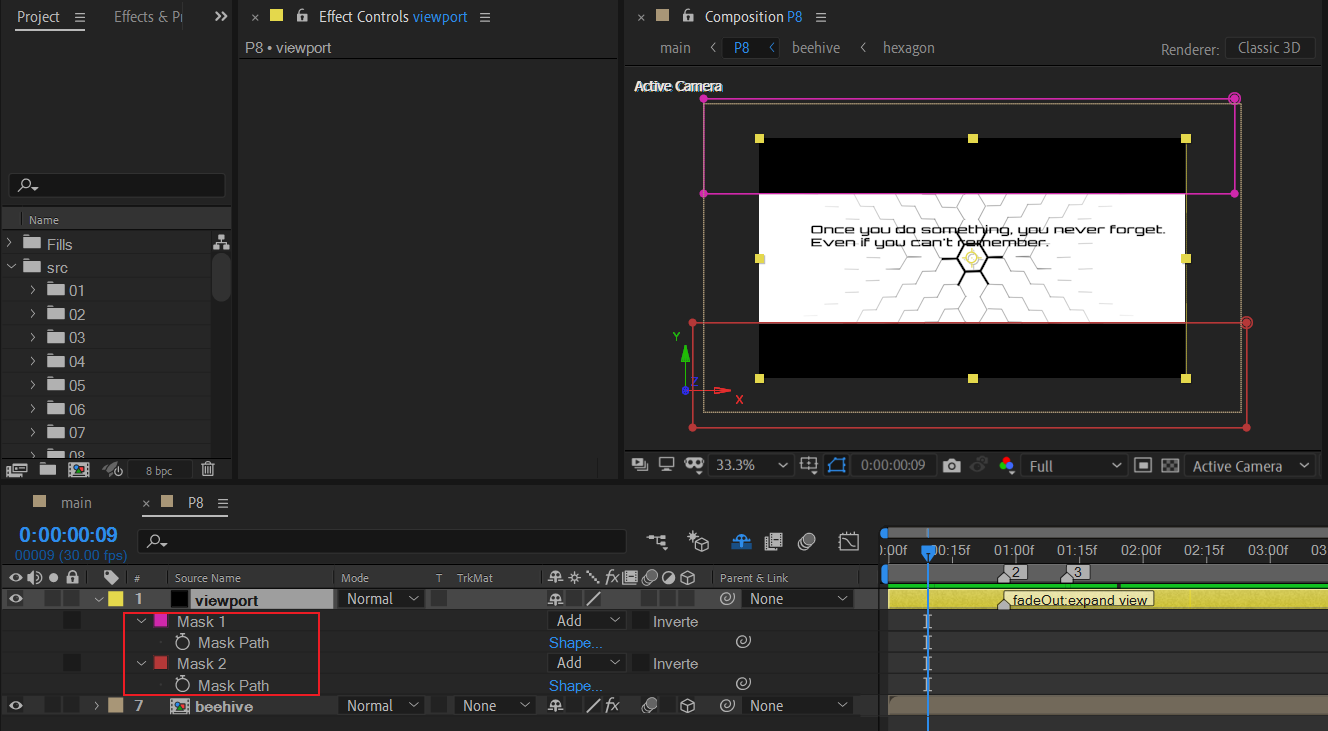 Project
Effects & Pr
Effect Controls viewport
P8 • viewport
Name
Fills
src
01
02
03
04
05
06
07
08
8 bpc
Composition P8
main
P8
beehive
hexagon
Renderer:
Classic 3D
Active Camera
Once you do something, you never forget.
Even if you can't remember.
Y
Z
X
33.3%
0:00:00:09
Full
Active Camera
main
P8
0:00:00:09
00009 (30.00 fps)
# Source Name Mode T TrkMat fx Parent & Link
:00f 00:15f 01:00f 01:15f 02:00f 02:15f 03:00f 03
2 3
1 viewport Normal None
fadeOut:expand view
Mask 1 Add Inverte
Mask Path Shape...
Mask 2 Add Inverte
Mask Path Shape...
7 beehive Normal None fx None